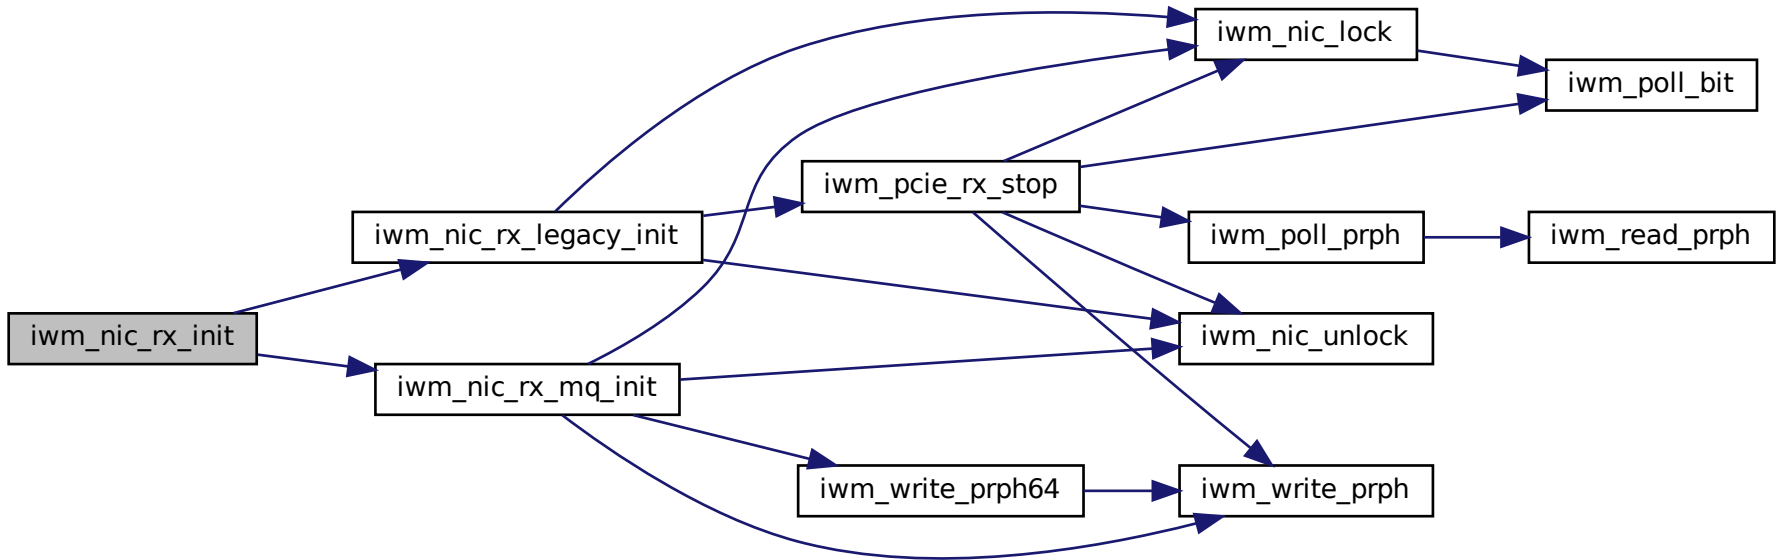 iwm_nic_lock
iwm_poll_bit
iwm_pcie_rx_stop
iwm_nic_rx_legacy_init
iwm_poll_prph
iwm_read_prph
iwm_nic_rx_init
iwm_nic_unlock
iwm_nic_rx_mq_init
iwm_write_prph64
iwm_write_prph